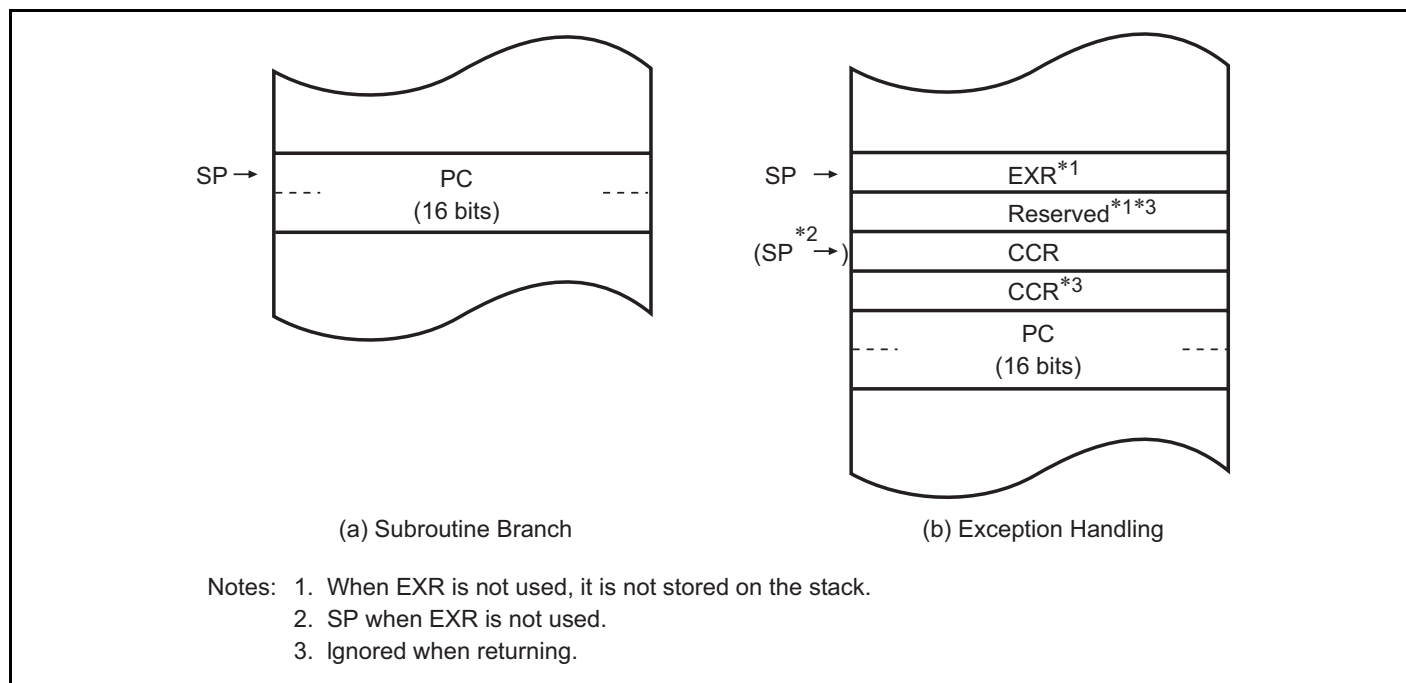 SP → PC
(16 bits)
(a) Subroutine Branch
SP → EXR*1
Reserved*1*3
(SP*2 →) CCR
CCR*3
PC
(16 bits)
(b) Exception Handling
Notes: 1. When EXR is not used, it is not stored on the stack.
2. SP when EXR is not used.
3. Ignored when returning.